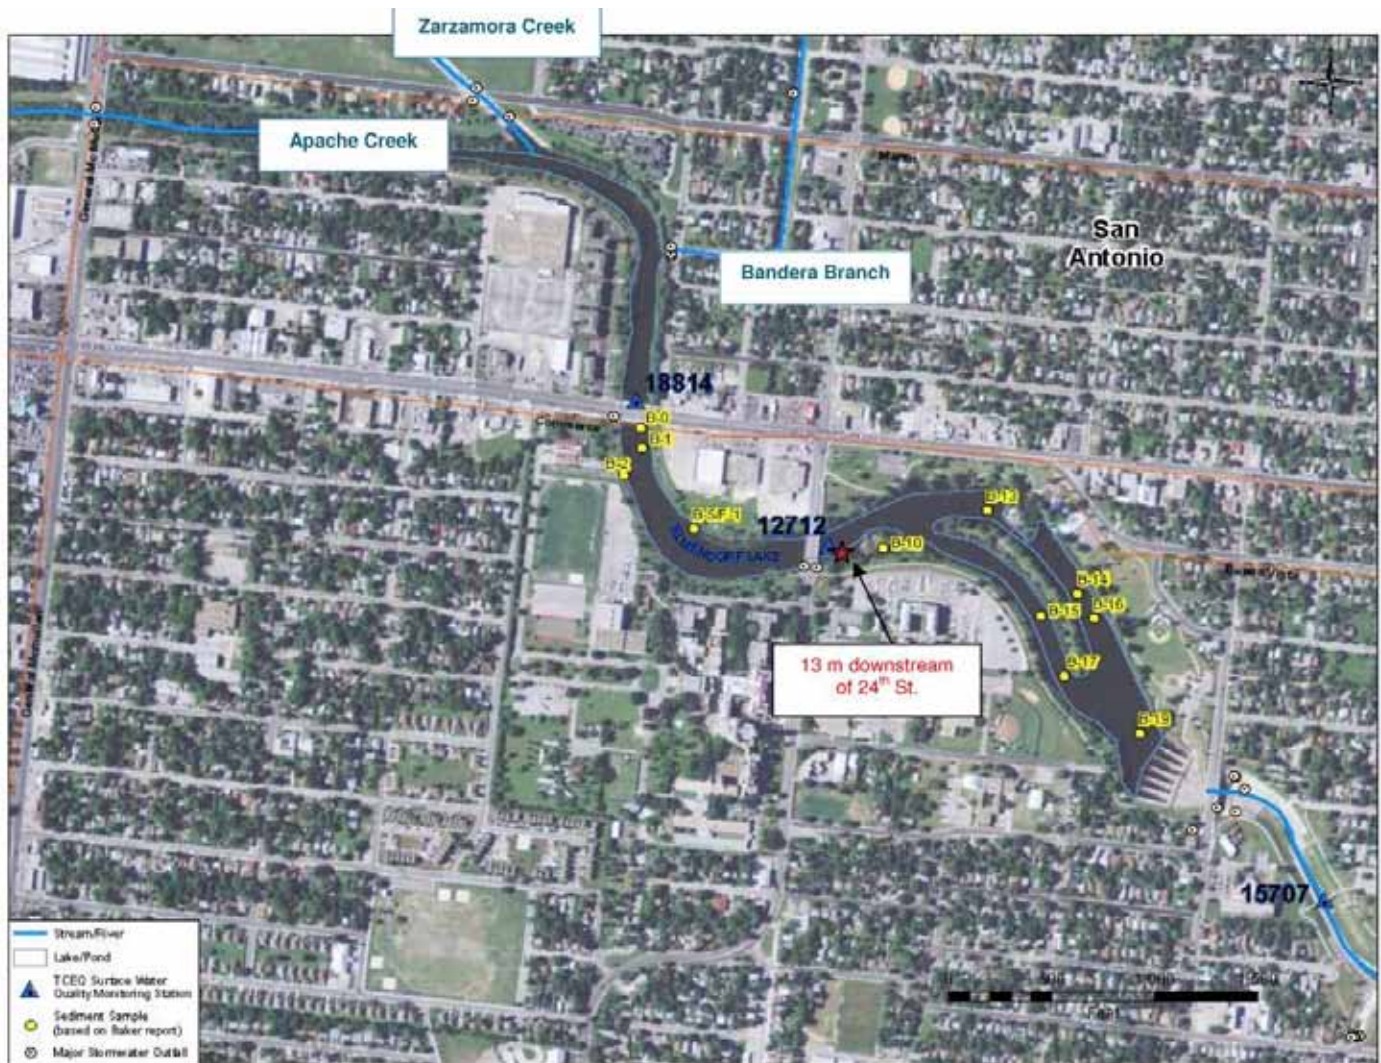 Zarzamora Creek
Apache Creek
San
Antonio
Bandera Branch
18814
B-0
B-1
B-2
B-SF-1
12712
B-10
B-13
B-14
B-15
B-16
B-17
B-19
13 m downstream
of 24th St.
15707
Stream/River
Lake/Pond
TCEQ Surface Water
Quality Monitoring Station
Sediment Sample
(based on Baker report)
Major Stormwater Outfall
Feet